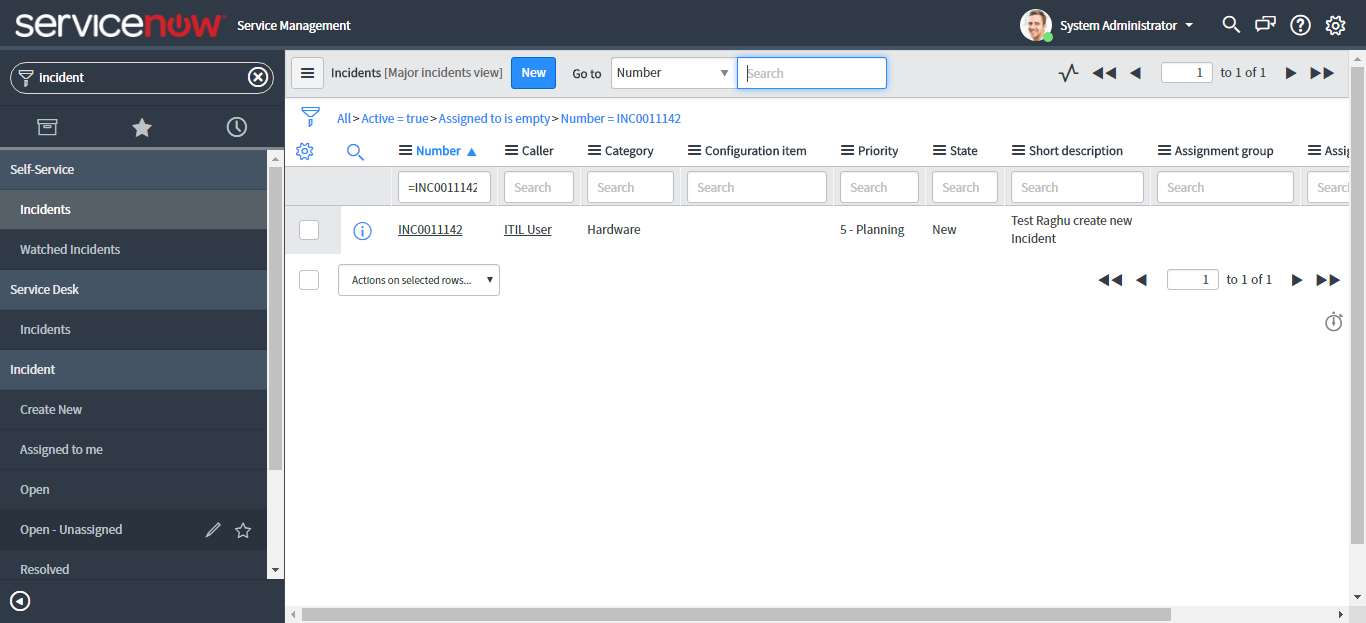 servicenow Service Management System Administrator
incident
Incidents [Major incidents view] New Go to Number Search 1 to 1 of 1
All > Active = true > Assigned to is empty > Number = INC0011142
Number Caller Category Configuration item Priority State Short description Assignment group Assig
=INC0011142 Search Search Search Search Search Search Search Searc
INC0011142 ITIL User Hardware 5 - Planning New Test Raghu create new
Incident
Actions on selected rows... 1 to 1 of 1
Self-Service
Incidents
Watched Incidents
Service Desk
Incidents
Incident
Create New
Assigned to me
Open
Open - Unassigned
Resolved